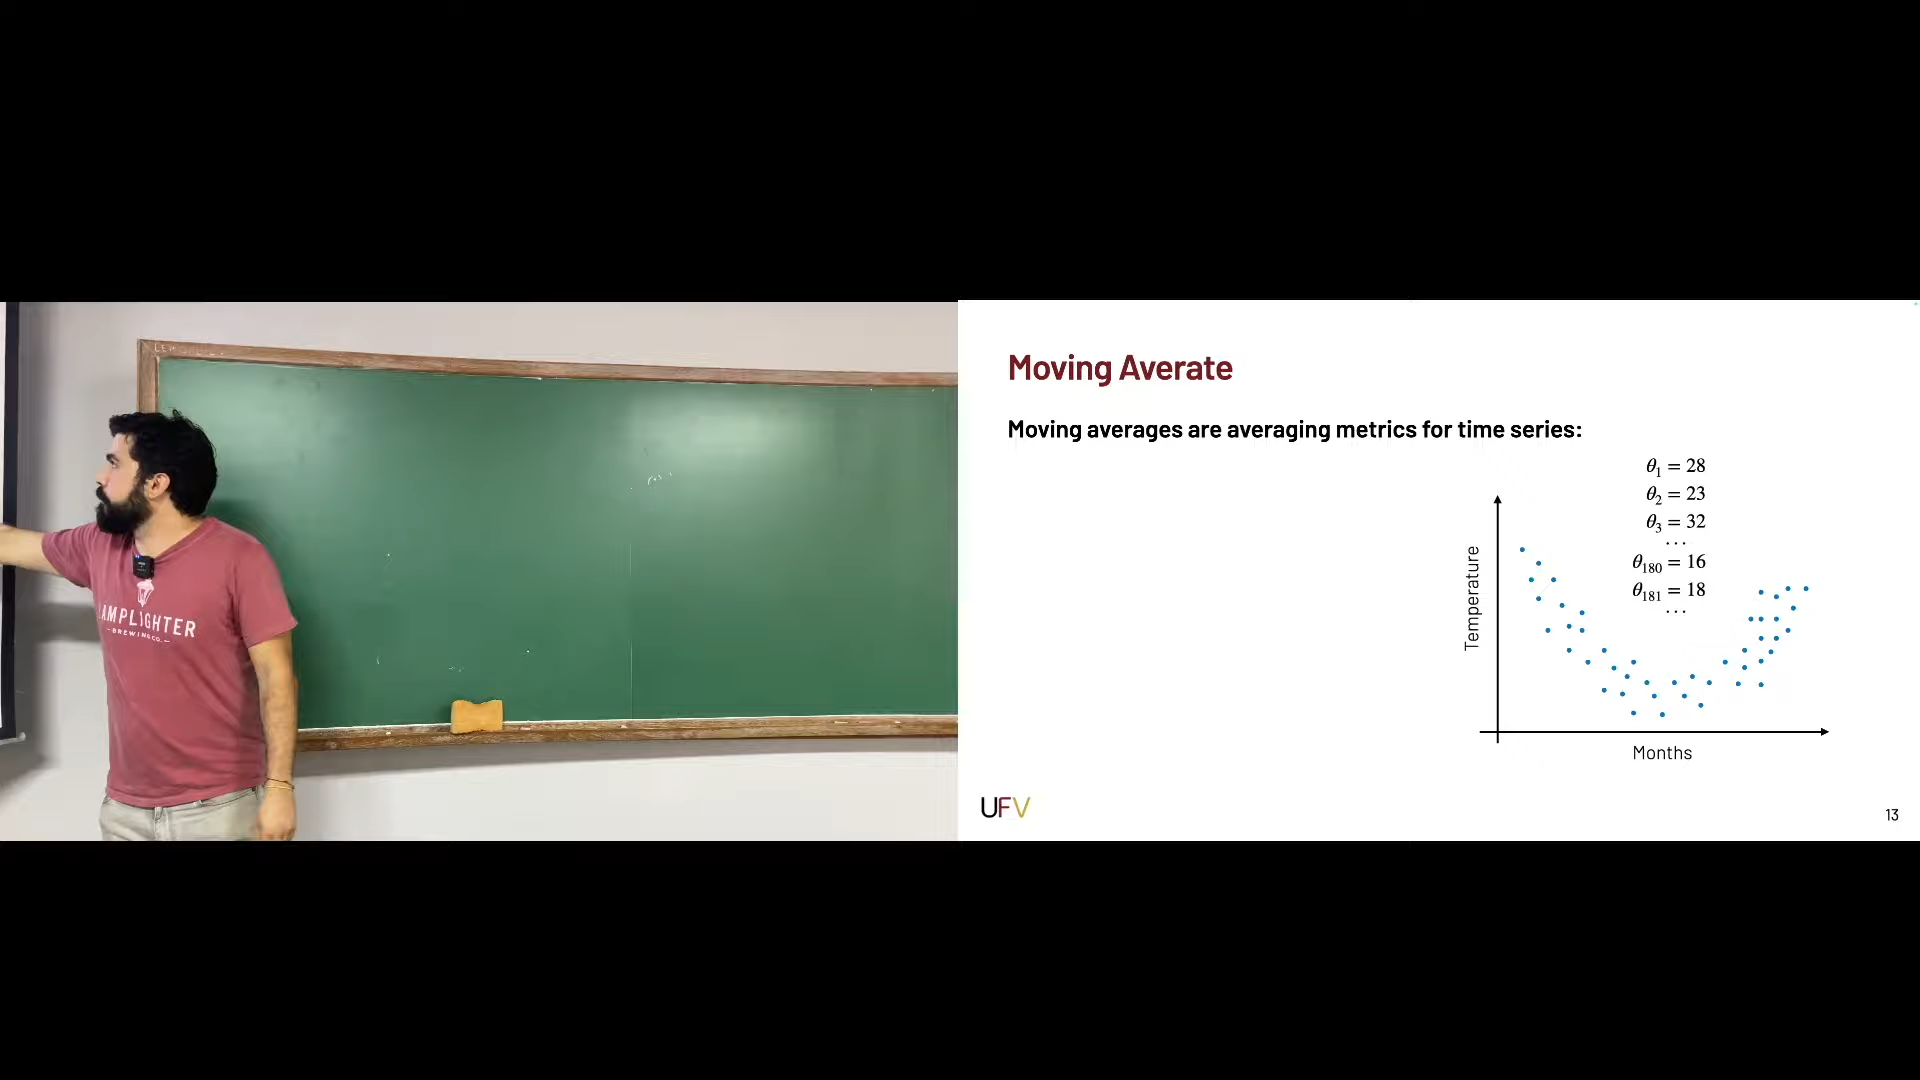 AMPLIGHTER
BREWING CO.
Moving Averate
Moving averages are averaging metrics for time series:
θ1 = 28
θ2 = 23
θ3 = 32
...
θ180 = 16
θ181 = 18
...
Temperature
Months
UFV
13